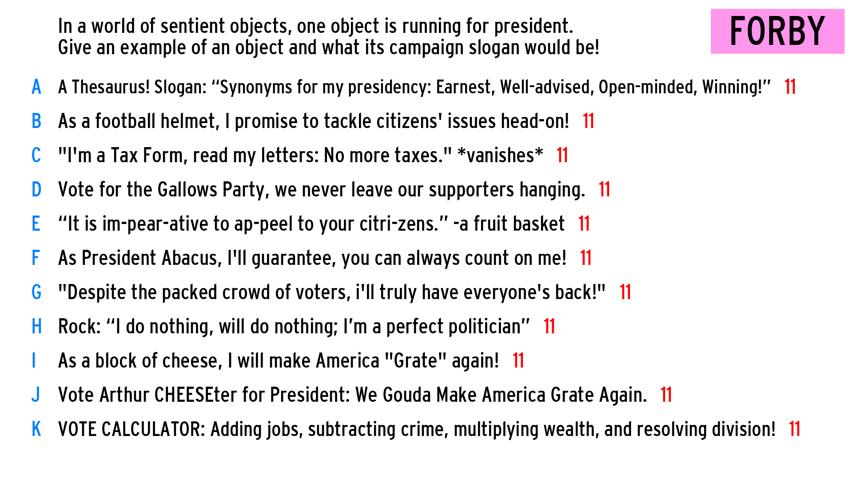 In a world of sentient objects, one object is running for president.
Give an example of an object and what its campaign slogan would be!
FORBY
A A Thesaurus! Slogan: “Synonyms for my presidency: Earnest, Well-advised, Open-minded, Winning!” 11
B As a football helmet, I promise to tackle citizens' issues head-on! 11
C "I'm a Tax Form, read my letters: No more taxes." *vanishes* 11
D Vote for the Gallows Party, we never leave our supporters hanging. 11
E “It is im-pear-ative to ap-peel to your citri-zens.” -a fruit basket 11
F As President Abacus, I'll guarantee, you can always count on me! 11
G "Despite the packed crowd of voters, i'll truly have everyone's back!" 11
H Rock: “I do nothing, will do nothing; I’m a perfect politician” 11
I As a block of cheese, I will make America "Grate" again! 11
J Vote Arthur CHEESEter for President: We Gouda Make America Grate Again. 11
K VOTE CALCULATOR: Adding jobs, subtracting crime, multiplying wealth, and resolving division! 11